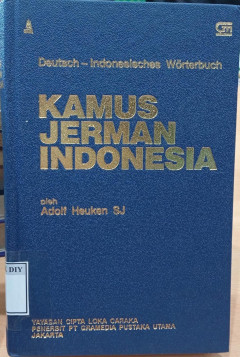 Deutsch - Indonesisches Wörterbuch
KAMUS
JERMAN
INDONESIA
oleh
Adolf Heuken SJ
DIY
YAYASAN CIPTA LOKA CARAKA
PENERBIT PT GRAMEDIA PUSTAKA UTAMA
JAKARTA